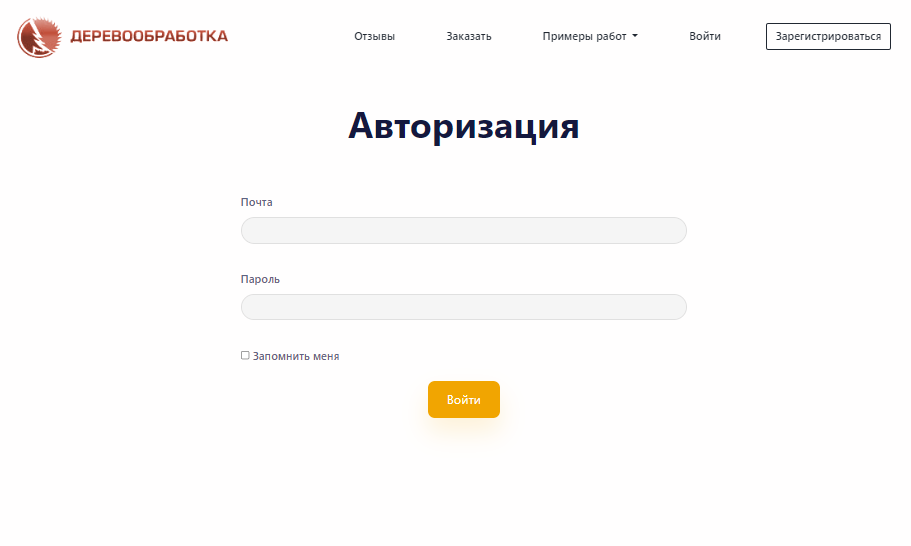 ДЕРЕВООБРАБОТКА
Отзывы
Заказать
Примеры работ
Войти
Зарегистрироваться
Авторизация
Почта
Пароль
Запомнить меня
Войти